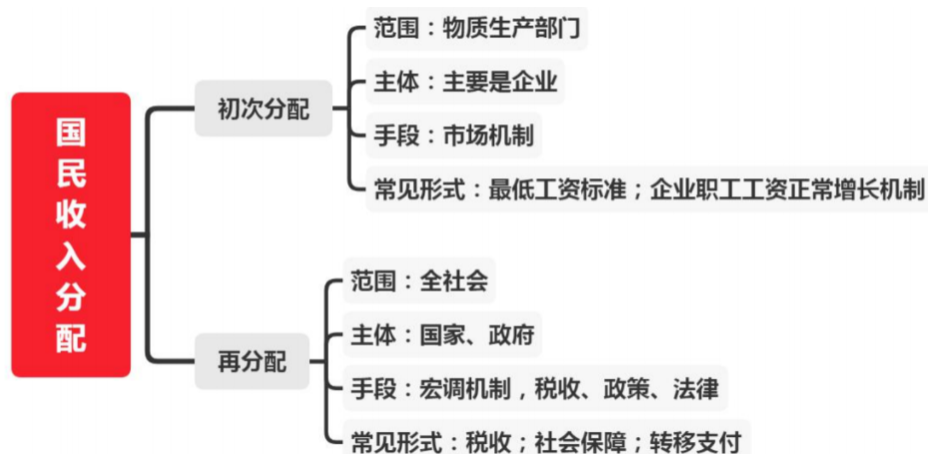 国民收入分配
初次分配
范围：物质生产部门
主体：主要是企业
手段：市场机制
常见形式：最低工资标准；企业职工工资正常增长机制
再分配
范围：全社会
主体：国家、政府
手段：宏调机制，税收、政策、法律
常见形式：税收；社会保障；转移支付